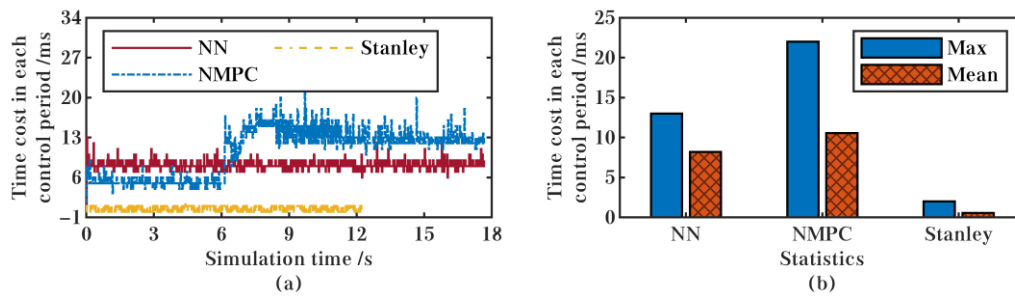 Time cost in each
control period /ms
34
27
20
13
6
−1
NN
Stanley
NMPC
0
3
6
9
12
15
18
Simulation time /s
(a)
Time cost in each
control period /ms
25
20
15
10
5
0
Max
Mean
NN
NMPC
Stanley
Statistics
(b)